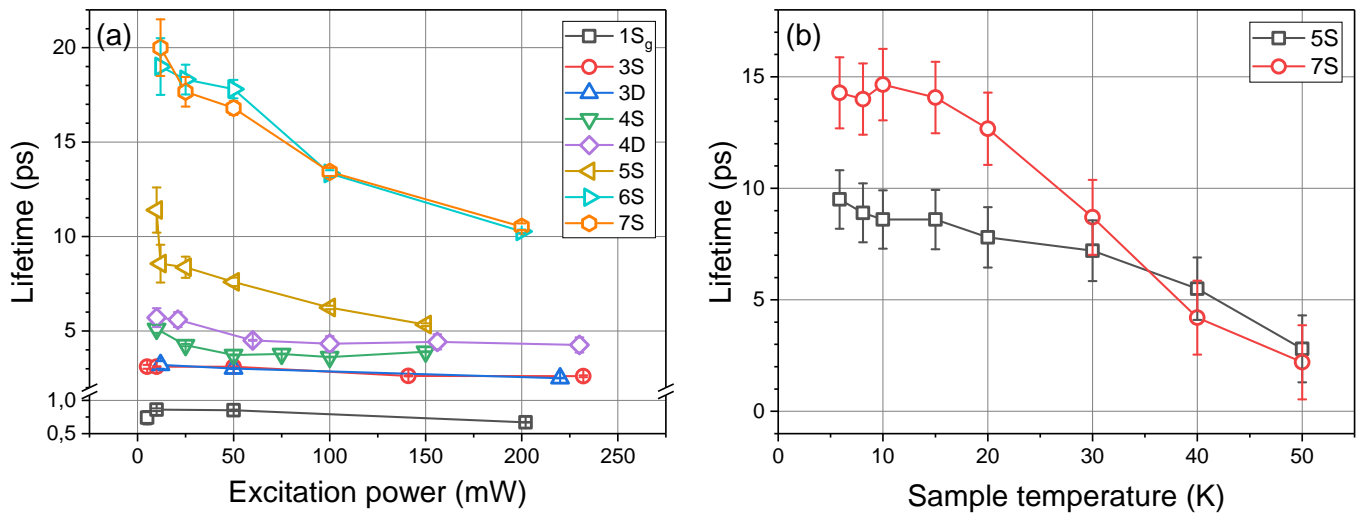 (a)
1S_g
3S
3D
4S
4D
5S
6S
7S
20
15
10
5
1,0
0,5
0
50
100
150
200
250
Lifetime (ps)
Excitation power (mW)
(b)
5S
7S
15
10
5
0
0
10
20
30
40
50
Lifetime (ps)
Sample temperature (K)